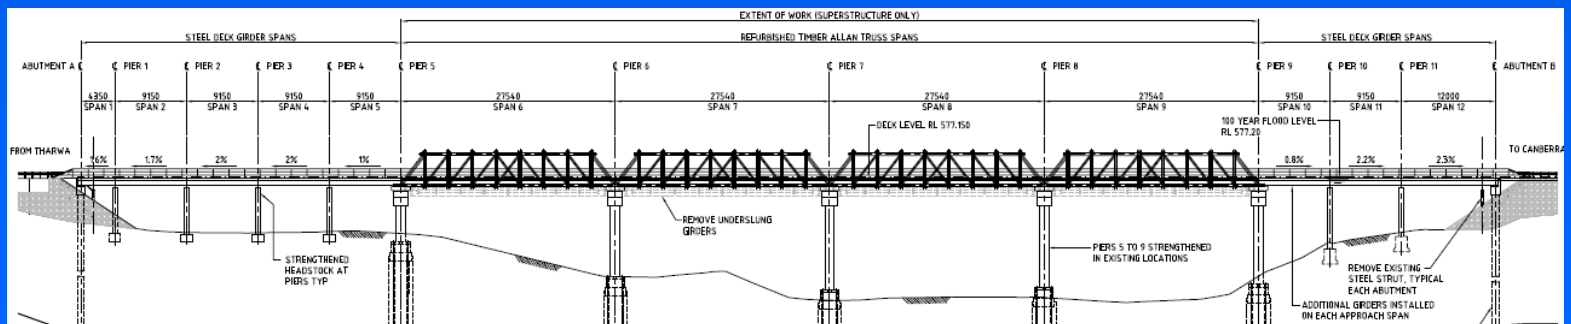 EXTENT OF WORK (SUPERSTRUCTURE ONLY)
STEEL DECK GIRDER SPANS
REFURBISHED TIMBER ALLAN TRUSS SPANS
STEEL DECK GIRDER SPANS
ABUTMENT A
PIER 1
PIER 2
PIER 3
PIER 4
PIER 5
PIER 6
PIER 7
PIER 8
PIER 9
PIER 10
PIER 11
ABUTMENT B
4350
SPAN 1
9150
SPAN 2
9150
SPAN 3
9150
SPAN 4
9150
SPAN 5
27540
SPAN 6
27540
SPAN 7
27540
SPAN 8
27540
SPAN 9
9150
SPAN 10
9150
SPAN 11
12000
SPAN 12
DECK LEVEL RL 577.150
100 YEAR FLOOD LEVEL
RL 577.20
FROM THARWA
TO CANBERRA
1.7%
2%
2%
1%
0.8%
2.2%
2.3%
REMOVE UNDERSLUNG
GIRDERS
STRENGTHENED
HEADSTOCK AT
PIERS TYP
PIERS 5 TO 9 STRENGTHENED
IN EXISTING LOCATIONS
REMOVE EXISTING
STEEL STRUT, TYPICAL
EACH ABUTMENT
ADDITIONAL GIRDERS INSTALLED
ON EACH APPROACH SPAN